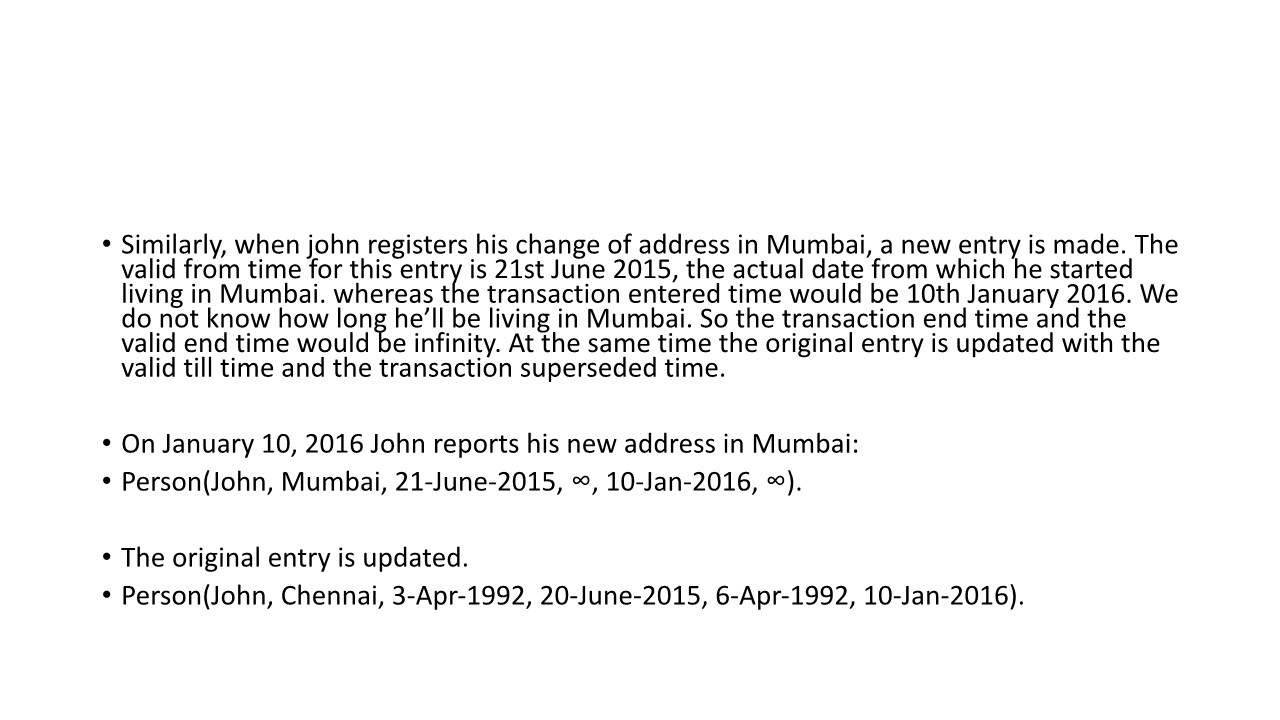 • Similarly, when john registers his change of address in Mumbai, a new entry is made. The
valid from time for this entry is 21st June 2015, the actual date from which he started
living in Mumbai. whereas the transaction entered time would be 10th January 2016. We
do not know how long he’ll be living in Mumbai. So the transaction end time and the
valid end time would be infinity. At the same time the original entry is updated with the
valid till time and the transaction superseded time.
• On January 10, 2016 John reports his new address in Mumbai:
• Person(John, Mumbai, 21-June-2015, ∞, 10-Jan-2016, ∞).
• The original entry is updated.
• Person(John, Chennai, 3-Apr-1992, 20-June-2015, 6-Apr-1992, 10-Jan-2016).